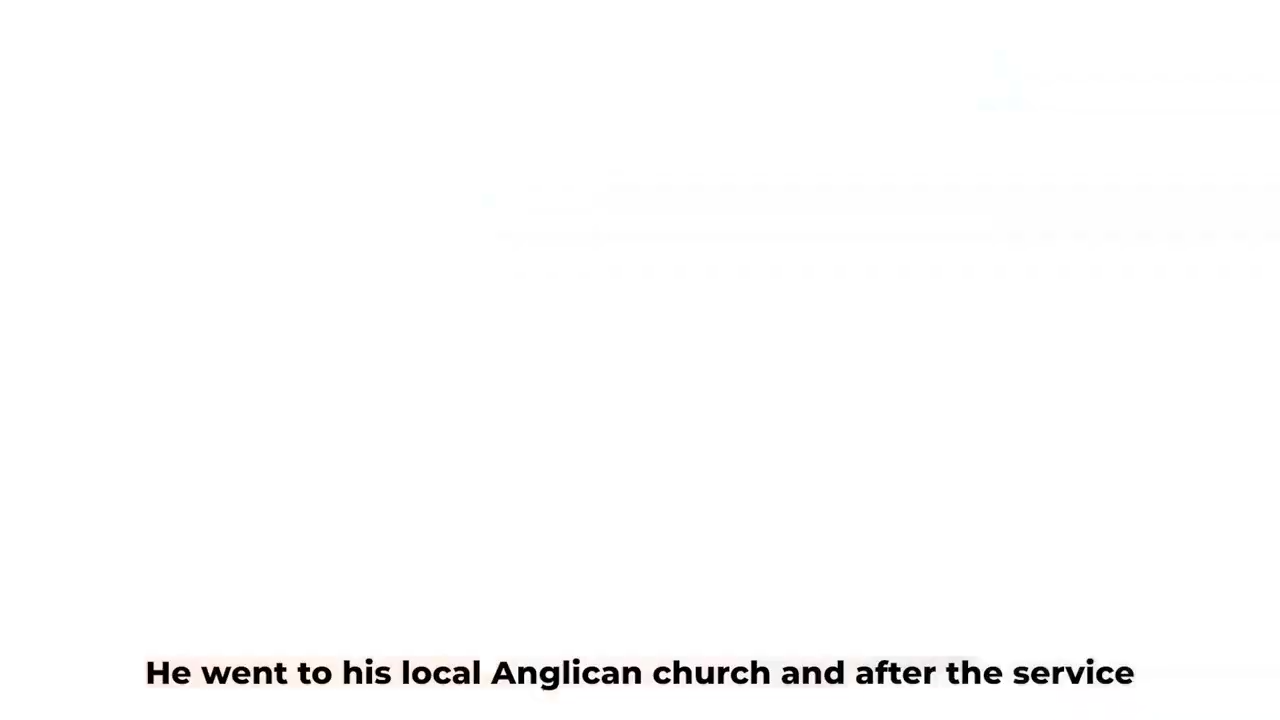 He went to his local Anglican church and after the service